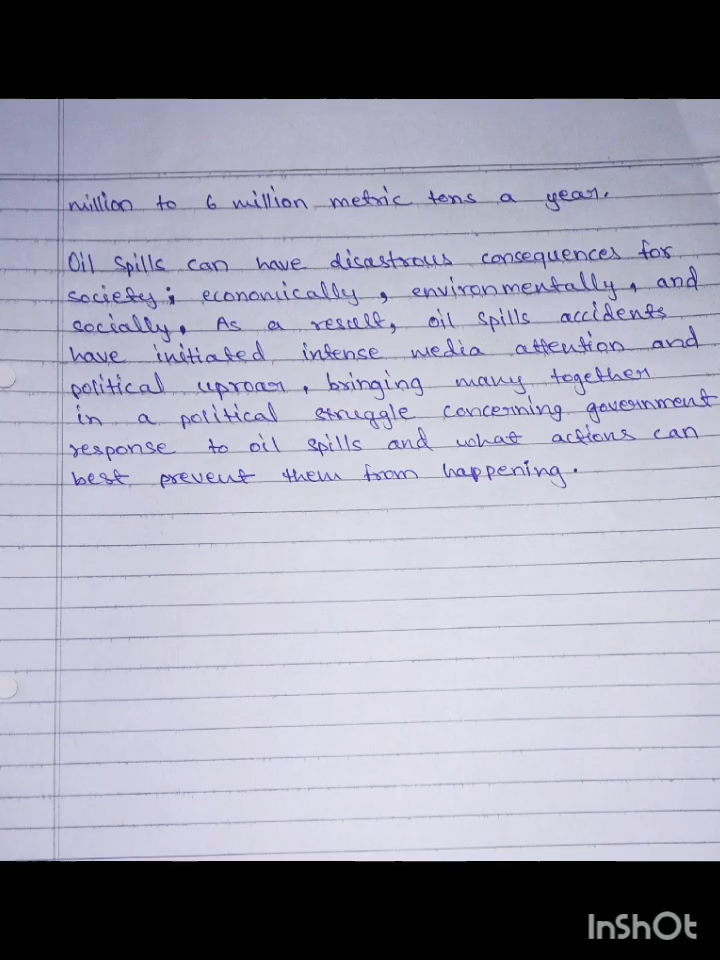 million to 6 million metric tons a year.
Oil spills can have disastrous consequences for
society; economically, environmentally, and
socially. As a result, oil spills accidents
have initiated intense media attention and
political uproar, bringing many together
in a political struggle concerning government
response to oil spills and what actions can
best prevent them from happening.
InShOt